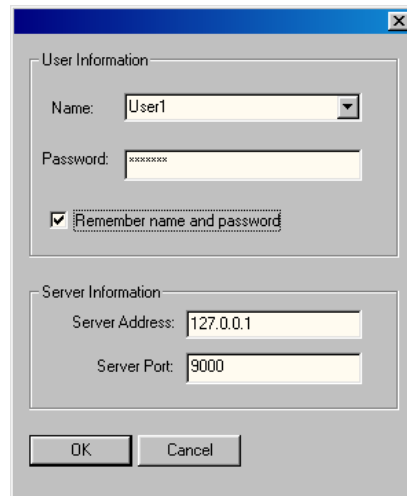 User Information
Name: User1
Password: *******
Remember name and password
Server Information
Server Address: 127.0.0.1
Server Port: 9000
OK Cancel